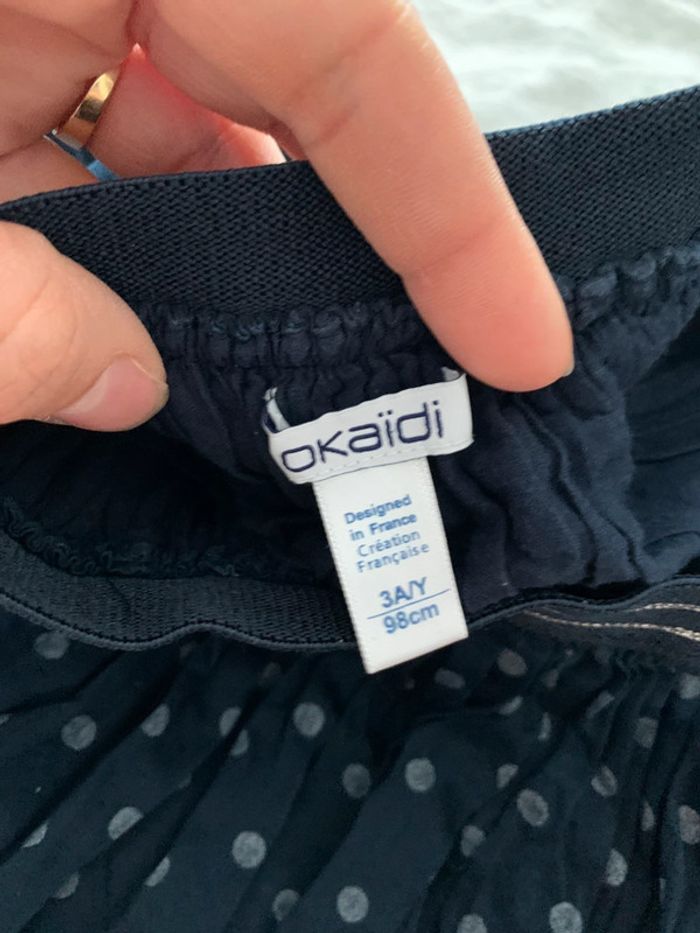 okaïdi
Designed
in France
Création
Française
3A/Y
98cm